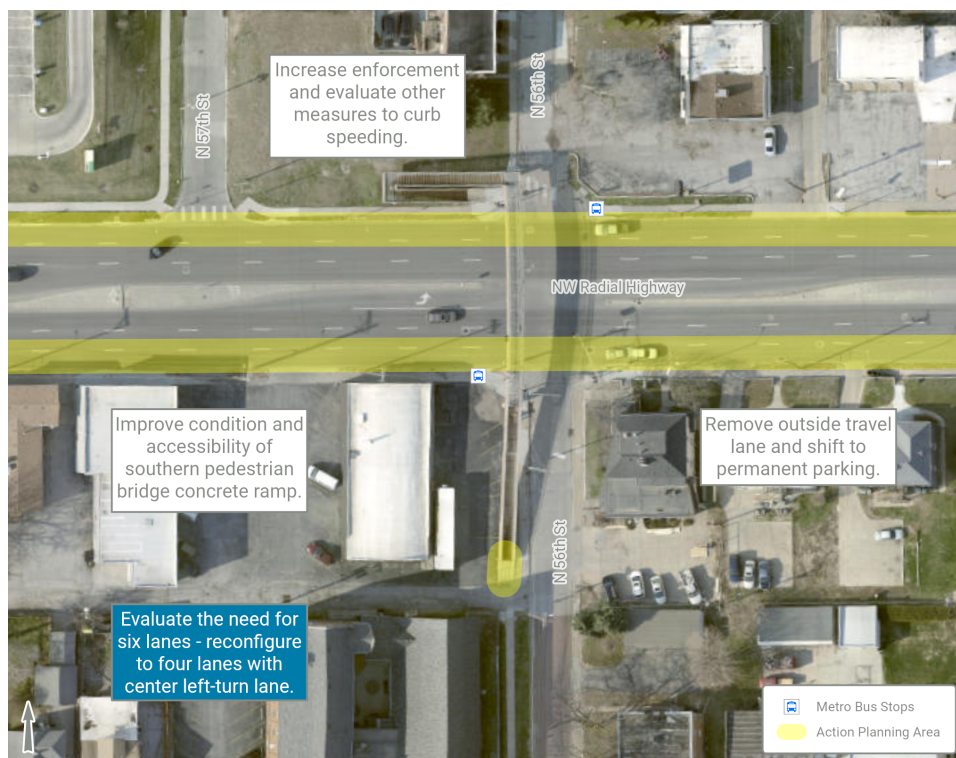 Increase enforcement
and evaluate other
measures to curb
speeding.
N 57th St
N 56th St
NW Radial Highway
Improve condition and
accessibility of
southern pedestrian
bridge concrete ramp.
Remove outside travel
lane and shift to
permanent parking.
N 56th St
Evaluate the need for
six lanes - reconfigure
to four lanes with
center left-turn lane.
Metro Bus Stops
Action Planning Area